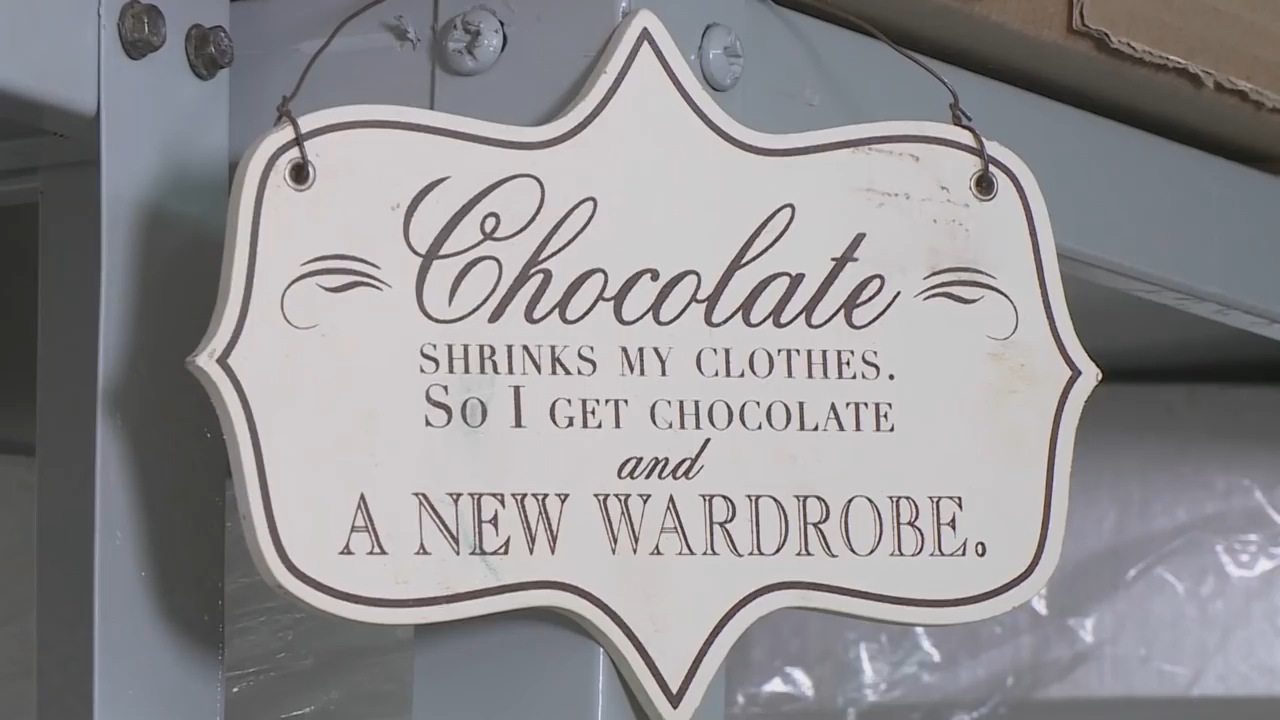 Chocolate
SHRINKS MY CLOTHES.
So I GET CHOCOLATE
and
A NEW WARDROBE.